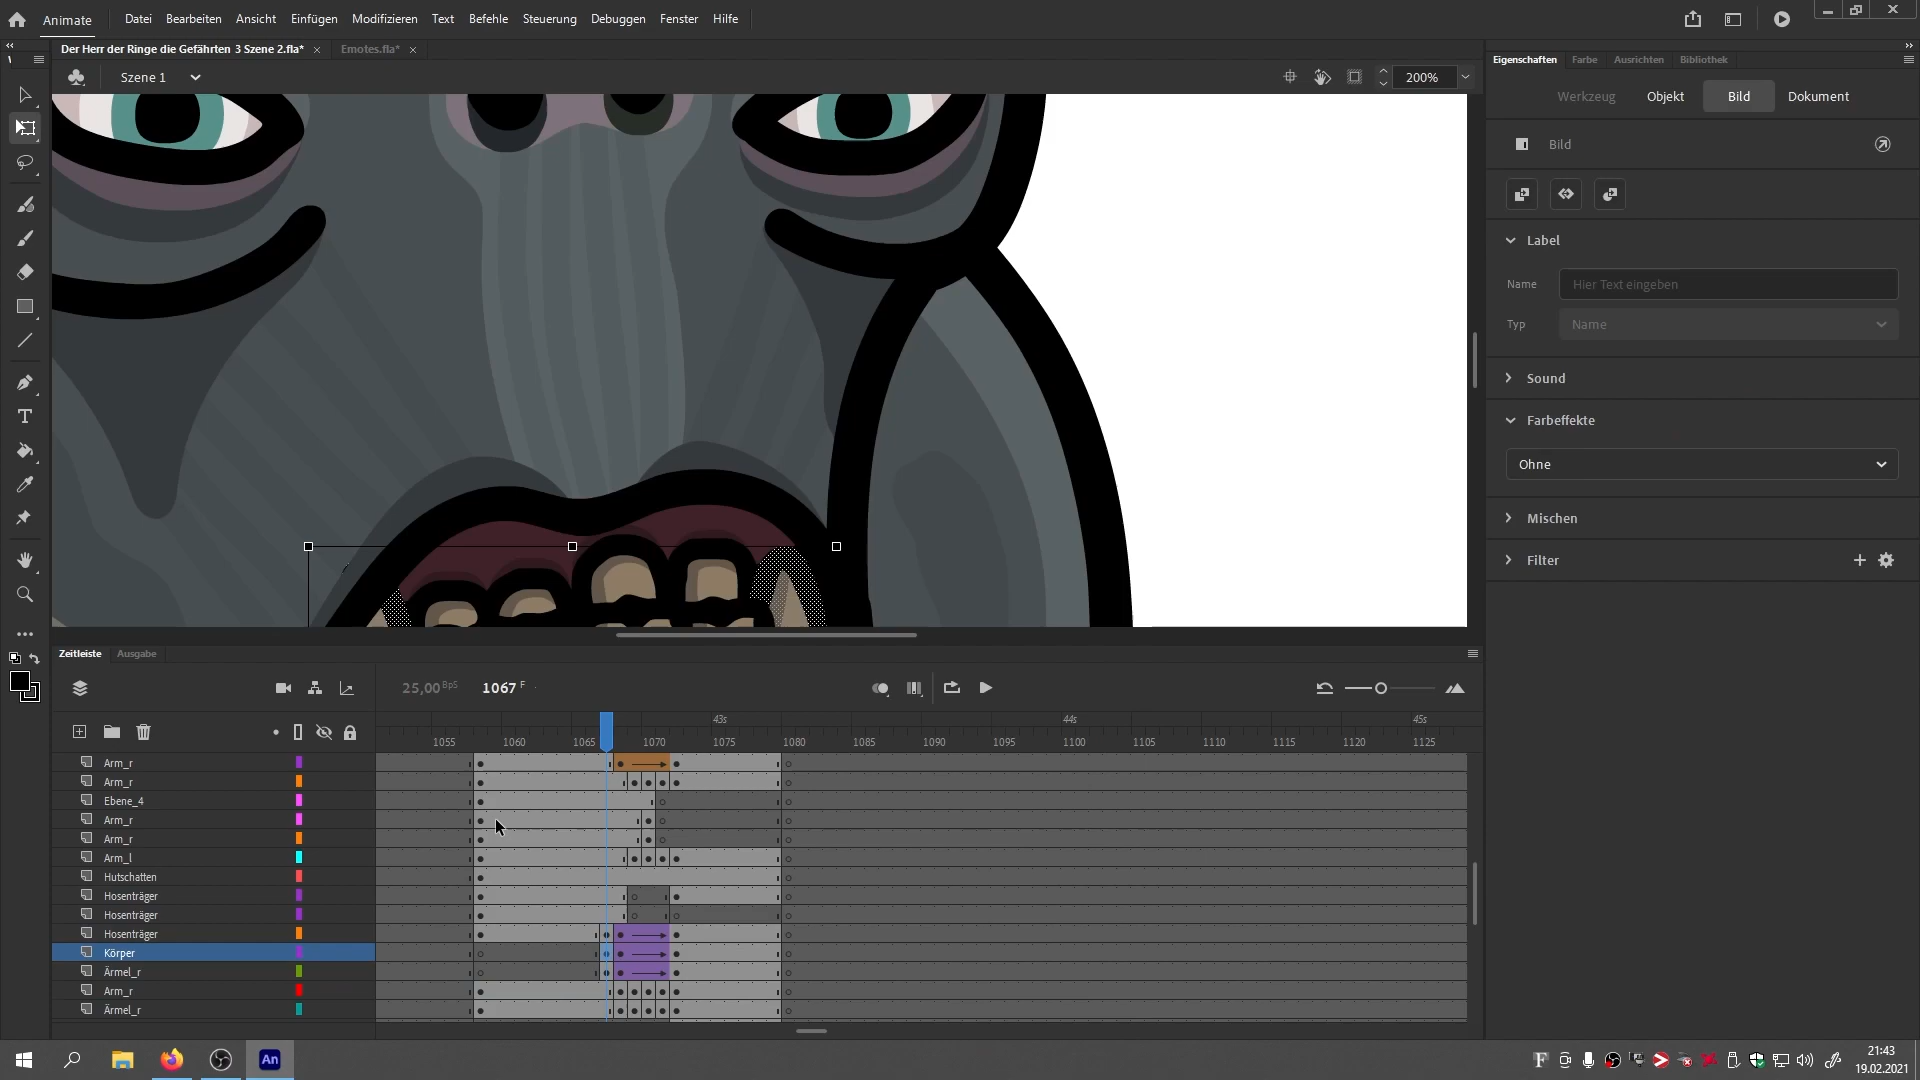 Animate
Datei Bearbeiten Ansicht Einfügen Modifizieren Text Befehle Steuerung Debuggen Fenster Hilfe
Der Herr der Ringe die Gefährten 3 Szene 2.fla* × Emotes.fla* ×
Szene 1
200%
Eigenschaften Farbe Ausrichten Bibliothek
Werkzeug Objekt Bild Dokument
Bild
Label
Name Hier Text eingeben
Typ Name
Sound
Farbeffekte
Ohne
Mischen
Filter
Zeitleiste Ausgabe
25,00 BpS 1067 F
43s 44s 45s
1055 1060 1065 1070 1075 1080 1085 1090 1095 1100 1105 1110 1115 1120 1125
Arm_r
Arm_r
Ebene_4
Arm_r
Arm_r
Arm_l
Hutschatten
Hosenträger
Hosenträger
Hosenträger
Körper
Ärmel_r
Arm_r
Ärmel_r
An
21:43
19.02.2021